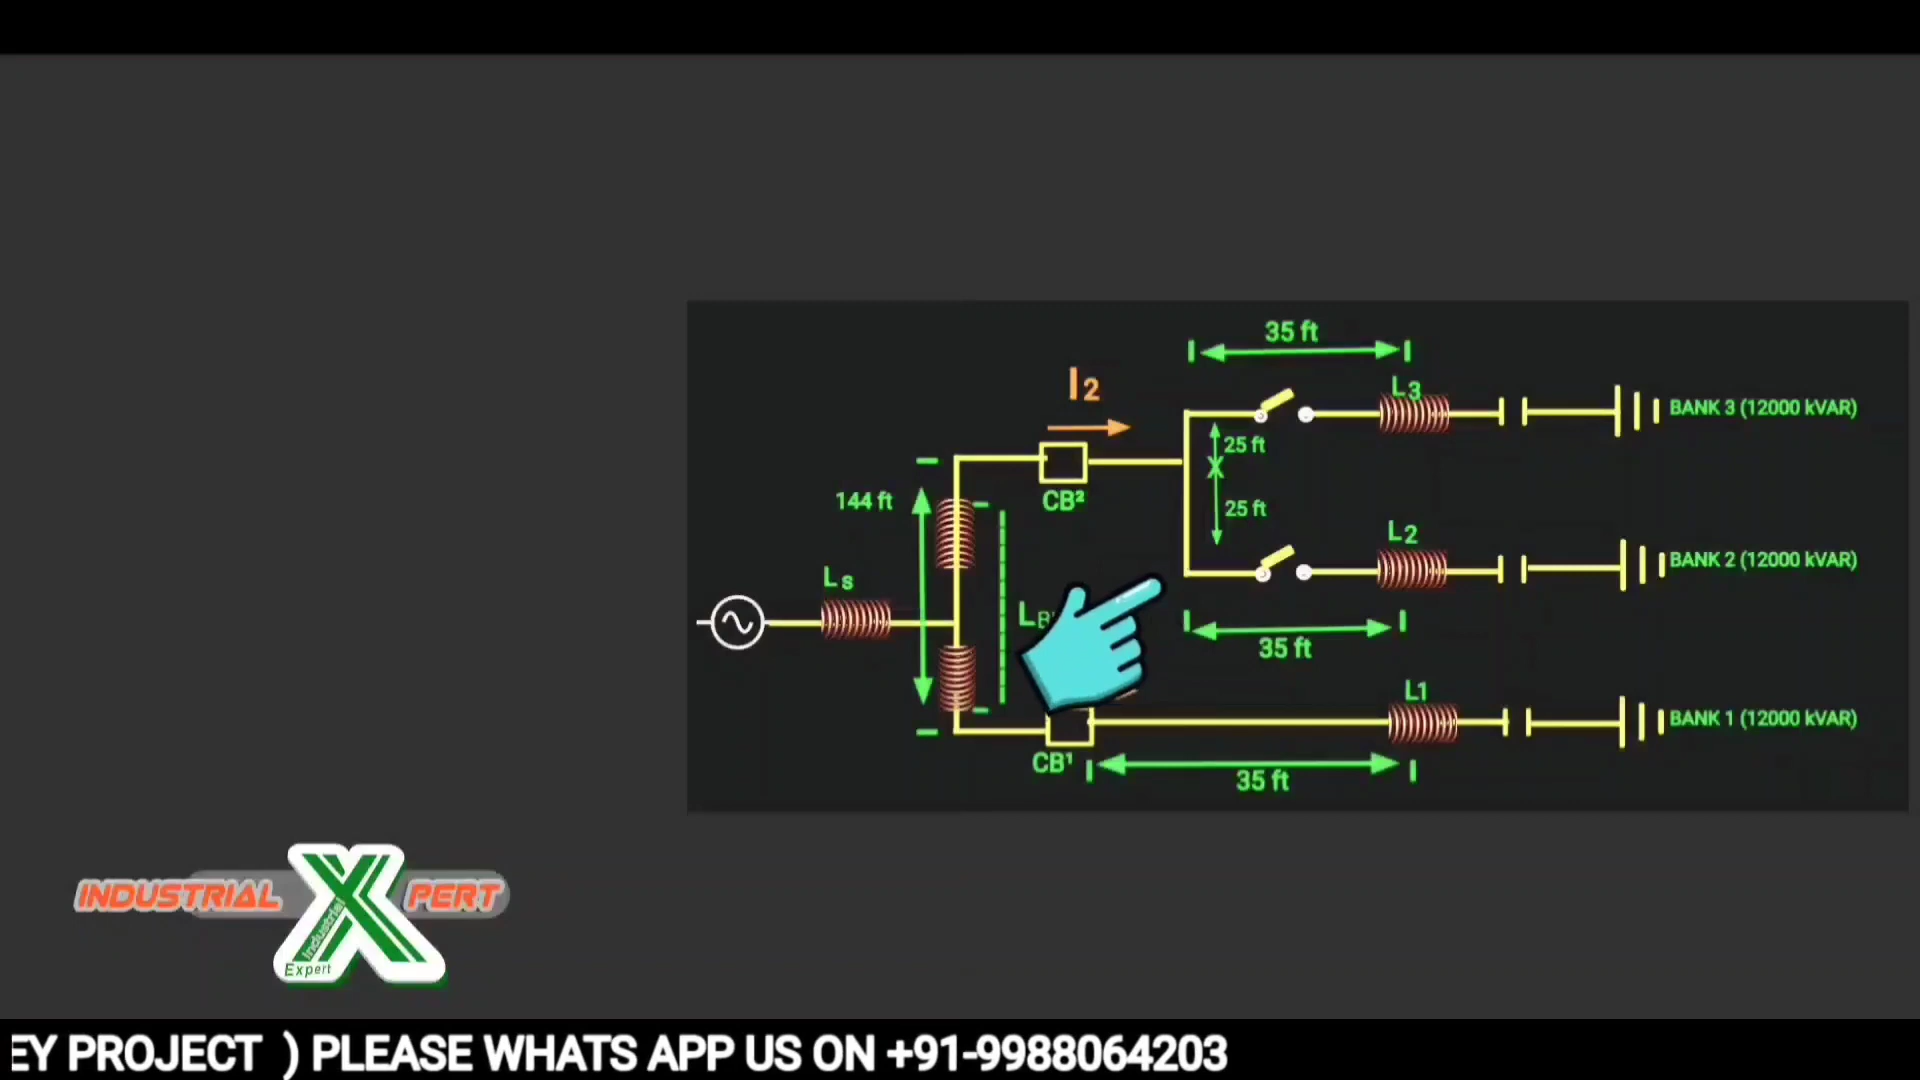 35 ft
I2
L3
BANK 3 (12000 kVAR)
25 ft
144 ft
CB²
25 ft
L2
BANK 2 (12000 kVAR)
Ls
35 ft
L1
BANK 1 (12000 kVAR)
CB¹
35 ft
INDUSTRIAL X PERT
Industrial
Expert
EY PROJECT ) PLEASE WHATS APP US ON +91-9988064203